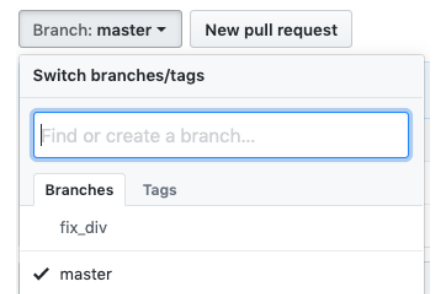 Branch: master New pull request
Switch branches/tags
Find or create a branch...
Branches Tags
fix_div
master